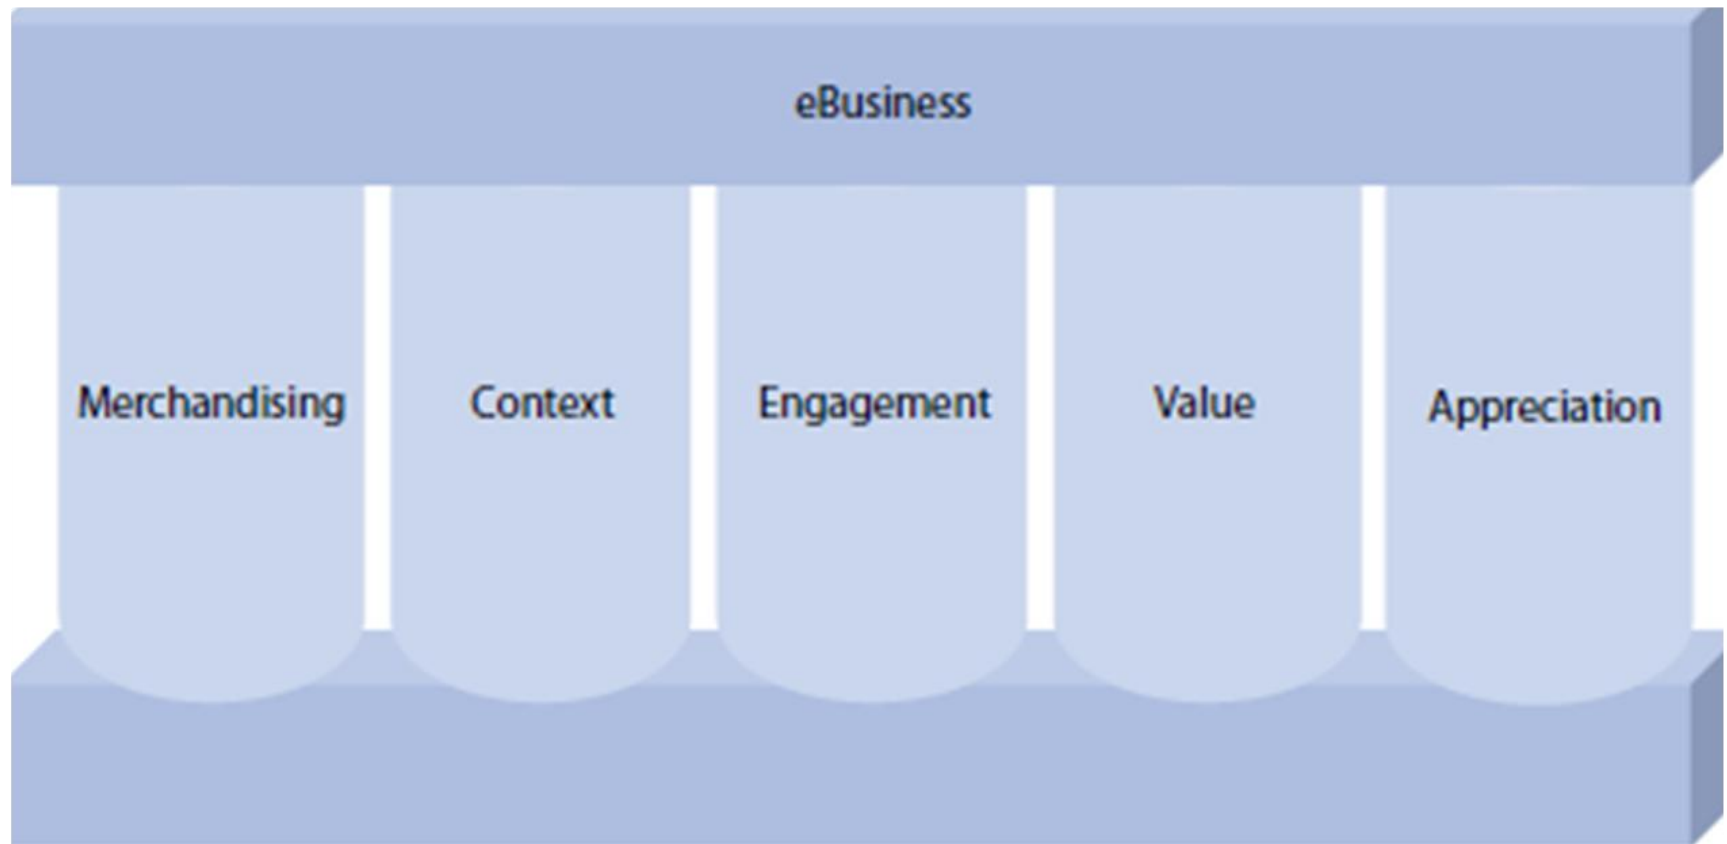 eBusiness
Merchandising
Context
Engagement
Value
Appreciation